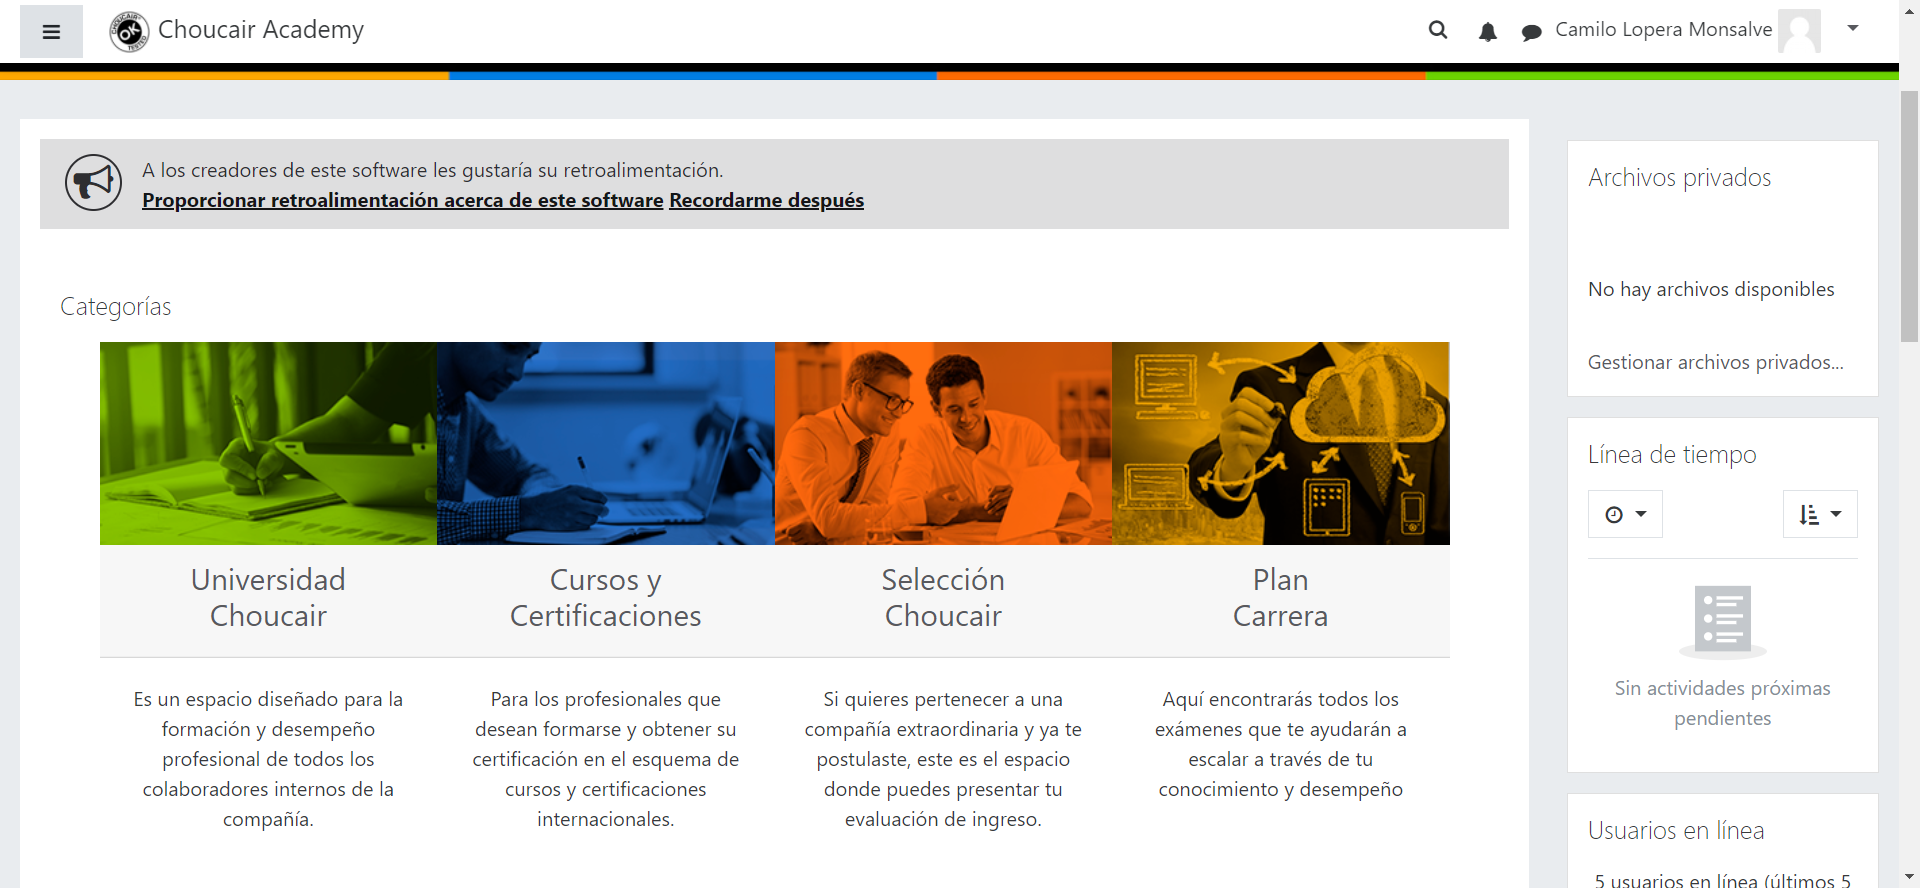 Choucair Academy
Camilo Lopera Monsalve
CHOUCAIR
OK
TESTED
A los creadores de este software les gustaría su retroalimentación.
Proporcionar retroalimentación acerca de este software Recordarme después
Categorías
Universidad
Choucair
Es un espacio diseñado para la
formación y desempeño
profesional de todos los
colaboradores internos de la
compañía.
Cursos y
Certificaciones
Para los profesionales que
desean formarse y obtener su
certificación en el esquema de
cursos y certificaciones
internacionales.
Selección
Choucair
Si quieres pertenecer a una
compañía extraordinaria y ya te
postulaste, este es el espacio
donde puedes presentar tu
evaluación de ingreso.
Plan
Carrera
Aquí encontrarás todos los
exámenes que te ayudarán a
escalar a través de tu
conocimiento y desempeño
Archivos privados
No hay archivos disponibles
Gestionar archivos privados...
Línea de tiempo
Sin actividades próximas
pendientes
Usuarios en línea
5 usuarios en línea (últimos 5